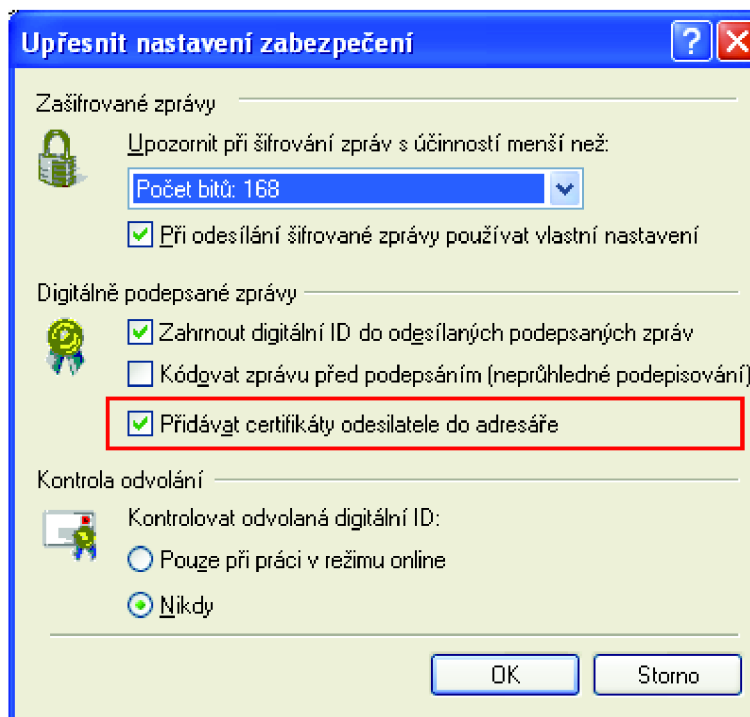 Upřesnit nastavení zabezpečení
Zašifrované zprávy
Upozornit při šifrování zpráv s účinností menší než:
Počet bitů: 168
Při odesílání šifrované zprávy používat vlastní nastavení
Digitálně podepsané zprávy
Zahrnout digitální ID do odesílaných podepsaných zpráv
Kódovat zprávu před podepsáním (neprůhledné podepisování)
Přidávat certifikáty odesilatele do adresáře
Kontrola odvolání
Kontrolovat odvolaná digitální ID:
Pouze při práci v režimu online
Nikdy
OK Storno